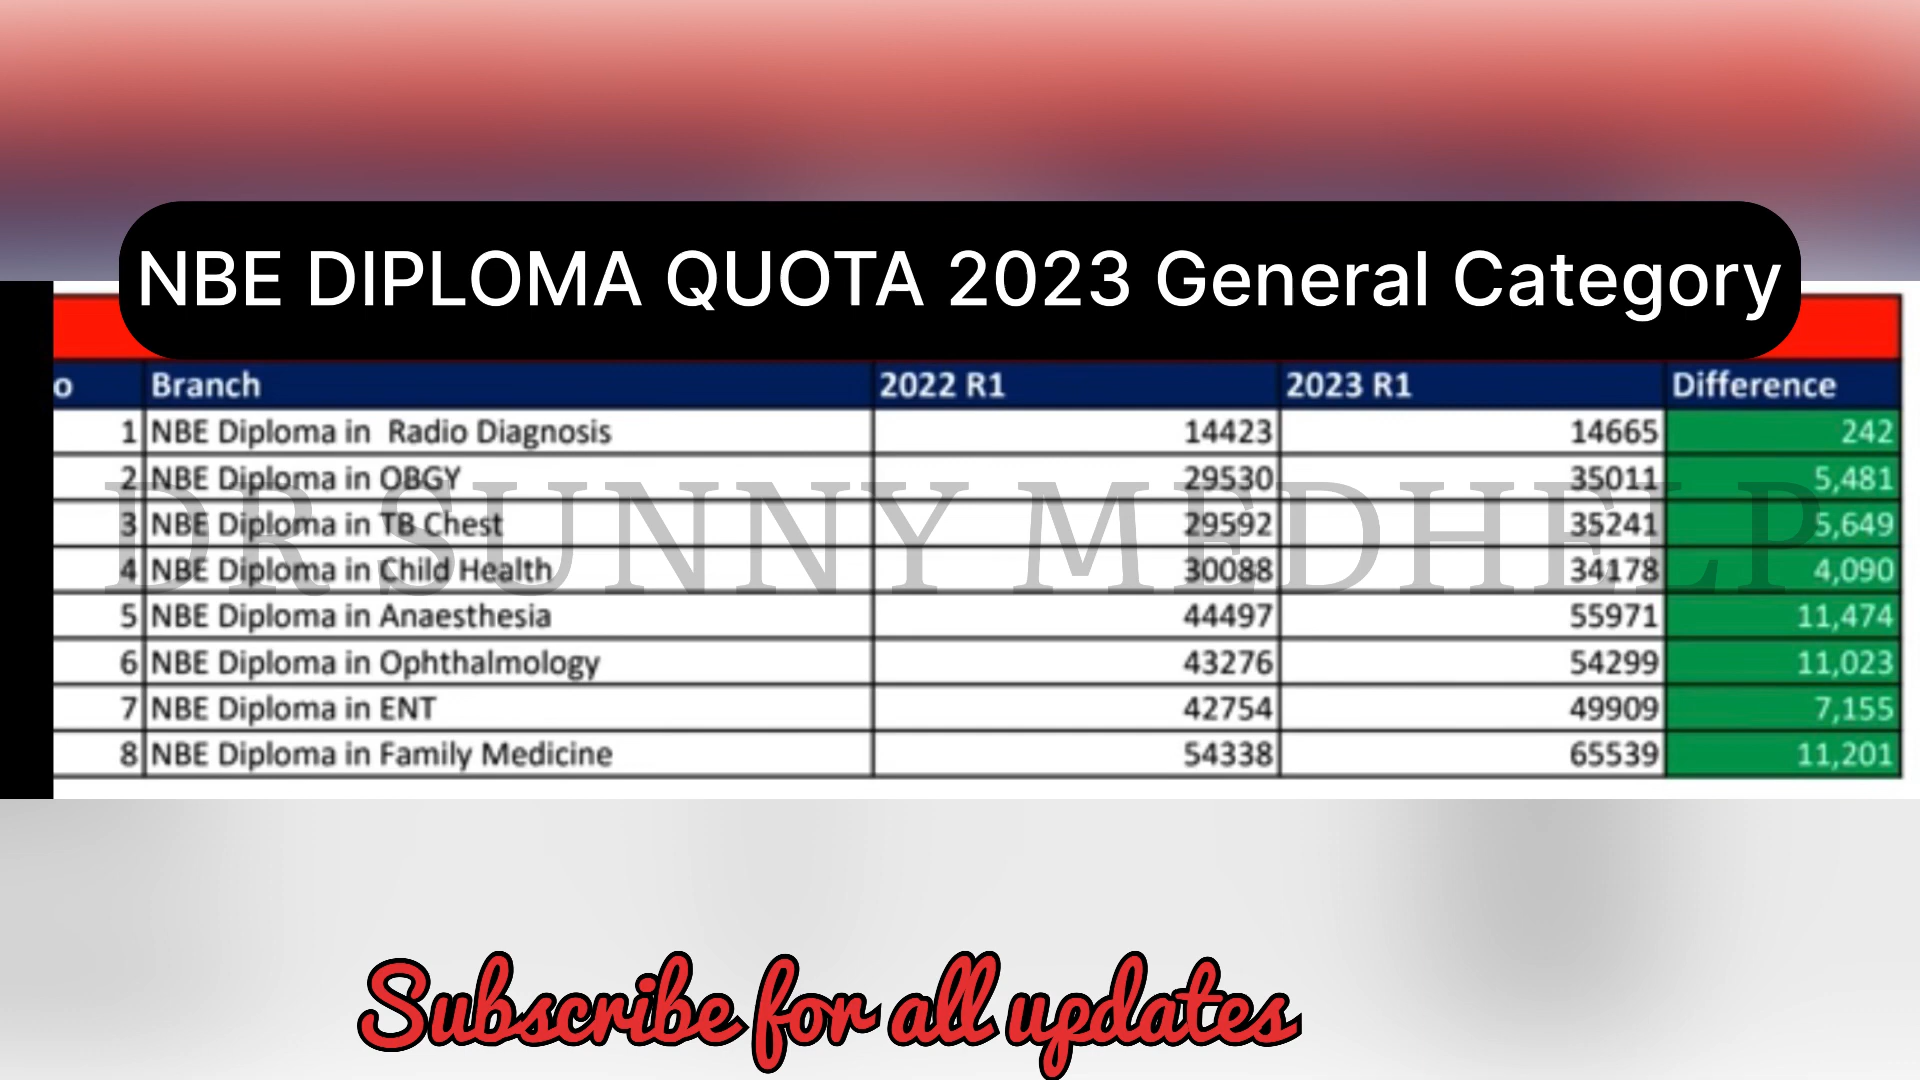 NBE DIPLOMA QUOTA 2023 General Category
o Branch 2022 R1 2023 R1 Difference
1 NBE Diploma in Radio Diagnosis 14423 14665 242
2 NBE Diploma in OBGY 29530 35011 5,481
3 NBE Diploma in TB Chest 29592 35241 5,649
DR SUNNY MEDHELP
4 NBE Diploma in Child Health 30088 34178 4,090
5 NBE Diploma in Anaesthesia 44497 55971 11,474
6 NBE Diploma in Ophthalmology 43276 54299 11,023
7 NBE Diploma in ENT 42754 49909 7,155
8 NBE Diploma in Family Medicine 54338 65539 11,201
Subscribe for all updates